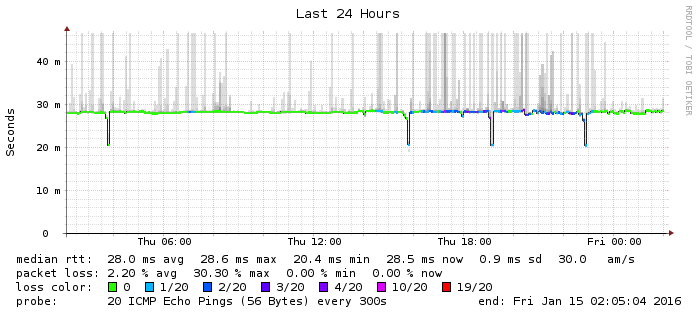 Last 24 Hours
RRDTOOL / TOBI OETIKER
Seconds
40 m
30 m
20 m
10 m
0
Thu 06:00 Thu 12:00 Thu 18:00 Fri 00:00
median rtt: 28.0 ms avg 28.6 ms max 20.4 ms min 28.5 ms now 0.9 ms sd 30.0 am/s
packet loss: 2.20 % avg 30.30 % max 0.00 % min 0.00 % now
loss color: 0 1/20 2/20 3/20 4/20 10/20 19/20
probe: 20 ICMP Echo Pings (56 Bytes) every 300s end: Fri Jan 15 02:05:04 2016